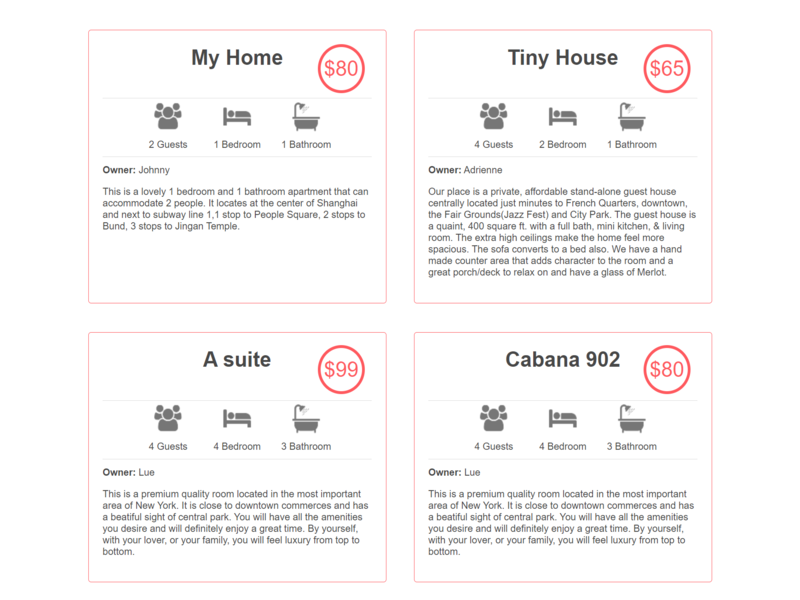 My Home
$80
2 Guests
1 Bedroom
1 Bathroom
Owner: Johnny
This is a lovely 1 bedroom and 1 bathroom apartment that can
accommodate 2 people. It locates at the center of Shanghai
and next to subway line 1,1 stop to People Square, 2 stops to
Bund, 3 stops to Jingan Temple.
Tiny House
$65
4 Guests
2 Bedroom
1 Bathroom
Owner: Adrienne
Our place is a private, affordable stand-alone guest house
centrally located just minutes to French Quarters, downtown,
the Fair Grounds(Jazz Fest) and City Park. The guest house is
a quaint, 400 square ft. with a full bath, mini kitchen, & living
room. The extra high ceilings make the home feel more
spacious. The sofa converts to a bed also. We have a hand
made counter area that adds character to the room and a
great porch/deck to relax on and have a glass of Merlot.
A suite
$99
4 Guests
4 Bedroom
3 Bathroom
Owner: Lue
This is a premium quality room located in the most important
area of New York. It is close to downtown commerces and has
a beatiful sight of central park. You will have all the amenities
you desire and will definitely enjoy a great time. By yourself,
with your lover, or your family, you will feel luxury from top to
bottom.
Cabana 902
$80
4 Guests
4 Bedroom
3 Bathroom
Owner: Lue
This is a premium quality room located in the most important
area of New York. It is close to downtown commerces and has
a beatiful sight of central park. You will have all the amenities
you desire and will definitely enjoy a great time. By yourself,
with your lover, or your family, you will feel luxury from top to
bottom.